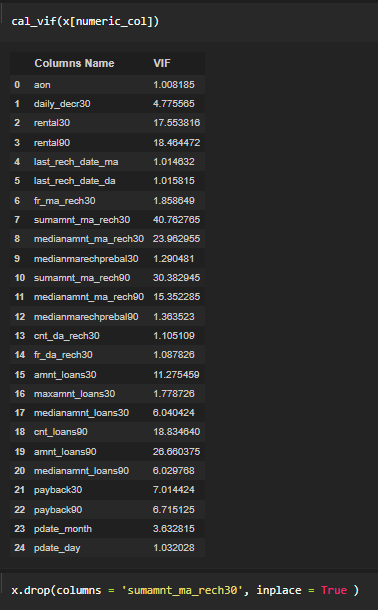 cal_vif(x[numeric_col])
Columns Name VIF
0 aon 1.008185
1 daily_decr30 4.775565
2 rental30 17.553816
3 rental90 18.464472
4 last_rech_date_ma 1.014632
5 last_rech_date_da 1.015815
6 fr_ma_rech30 1.858649
7 sumamnt_ma_rech30 40.762765
8 medianamnt_ma_rech30 23.962955
9 medianmarechprebal30 1.290481
10 sumamnt_ma_rech90 30.382945
11 medianamnt_ma_rech90 15.352285
12 medianmarechprebal90 1.363523
13 cnt_da_rech30 1.105109
14 fr_da_rech30 1.087826
15 amnt_loans30 11.275459
16 maxamnt_loans30 1.778726
17 medianamnt_loans30 6.040424
18 cnt_loans90 18.834640
19 amnt_loans90 26.660375
20 medianamnt_loans90 6.029768
21 payback30 7.014424
22 payback90 6.715125
23 pdate_month 3.632815
24 pdate_day 1.032028
x.drop(columns = 'sumamnt_ma_rech30', inplace = True )